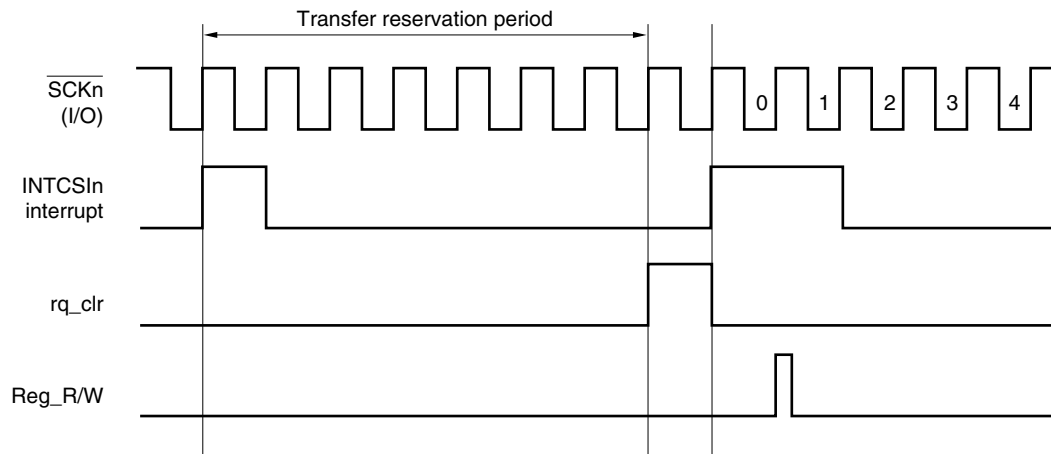 Transfer reservation period
SCKn
(I/O)
0 1 2 3 4
INTCSIn
interrupt
rq_clr
Reg_R/W